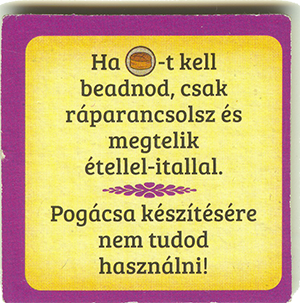 Ha -t kell
beadnod, csak
ráparancsolsz és
megtelik
étellel-itallal.
Pogácsa készítésére
nem tudod
használni!